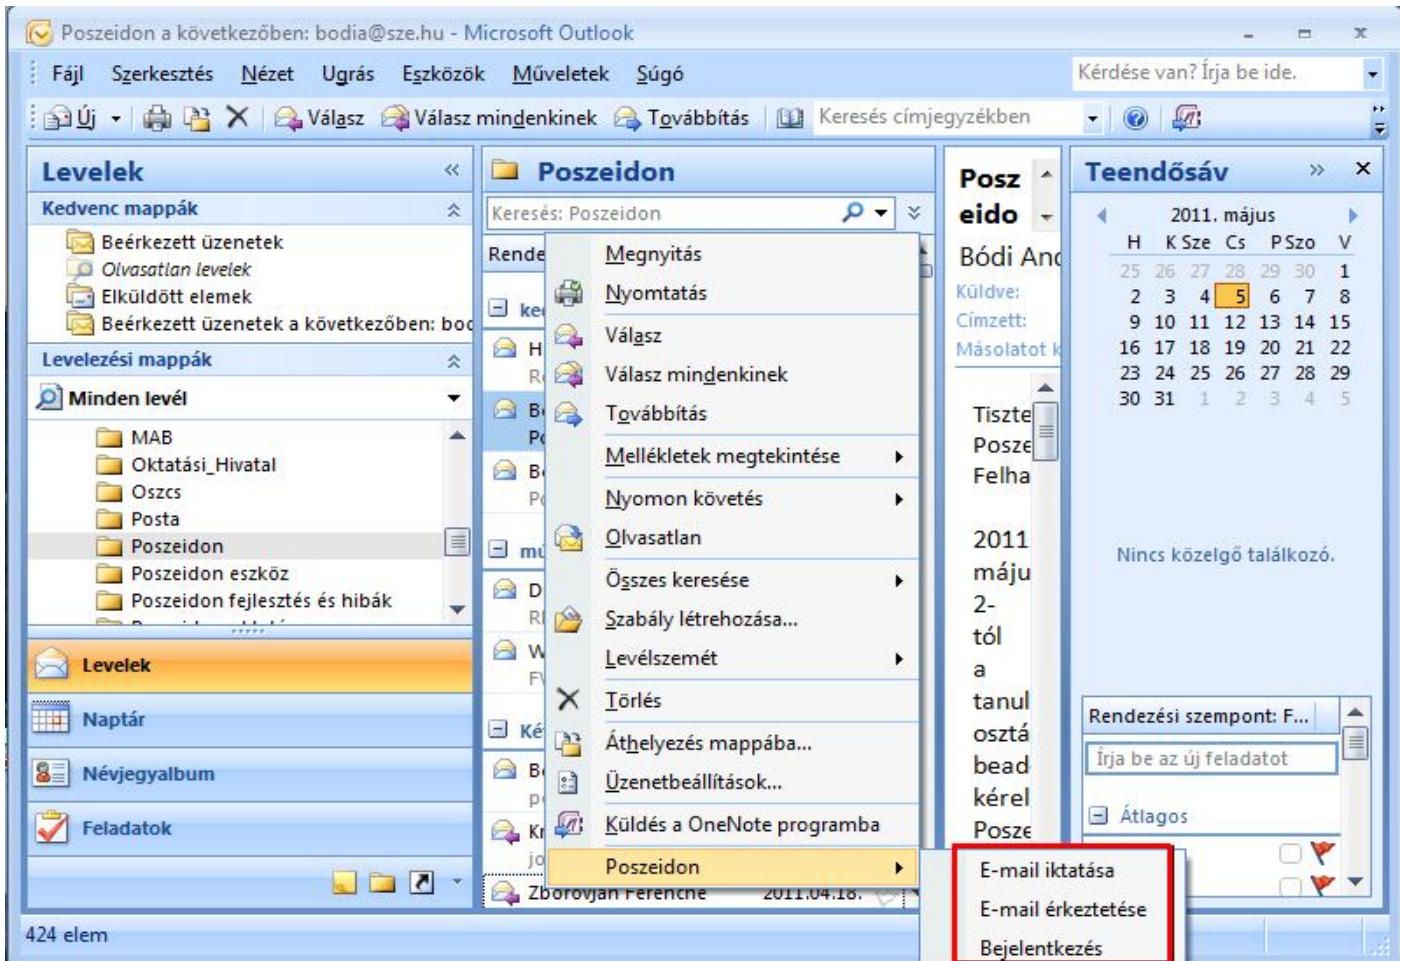 Poszeidon a következőben: bodia@sze.hu - Microsoft Outlook
Fájl Szerkesztés Nézet Ugrás Eszközök Műveletek Súgó Kérdése van? Írja be ide.
Új Válasz Válasz mindenkinek Továbbítás Keresés címjegyzékben
Levelek
Kedvenc mappák
Beérkezett üzenetek
Olvasatlan levelek
Elküldött elemek
Beérkezett üzenetek a következőben: boc
Levelezési mappák
Minden levél
MAB
Oktatási_Hivatal
Oszcs
Posta
Poszeidon
Poszeidon eszköz
Poszeidon fejlesztés és hibák
Levelek
Naptár
Névjegyalbum
Feladatok
424 elem
Poszeidon
Keresés: Poszeidon
Rende
Zborovján Ferencné 2011.04.18.
Megnyitás
Nyomtatás
Válasz
Válasz mindenkinek
Továbbítás
Mellékletek megtekintése
Nyomon követés
Olvasatlan
Összes keresése
Szabály létrehozása...
Levélszemét
Törlés
Áthelyezés mappába...
Üzenetbeállítások...
Küldés a OneNote programba
Poszeidon
E-mail iktatása
E-mail érkeztetése
Bejelentkezés
Posz
eido
Bódi And
Küldve:
Címzett:
Másolatot k
Tiszte
Posze
Felha
2011
máju
2-
tól
a
tanul
osztá
bead
kérel
Posze
Teendősáv
2011. május
H K Sze Cs P Szo V
25 26 27 28 29 30 1
2 3 4 5 6 7 8
9 10 11 12 13 14 15
16 17 18 19 20 21 22
23 24 25 26 27 28 29
30 31 1 2 3 4 5
Nincs közelgő találkozó.
Rendezési szempont: F...
Írja be az új feladatot
Átlagos